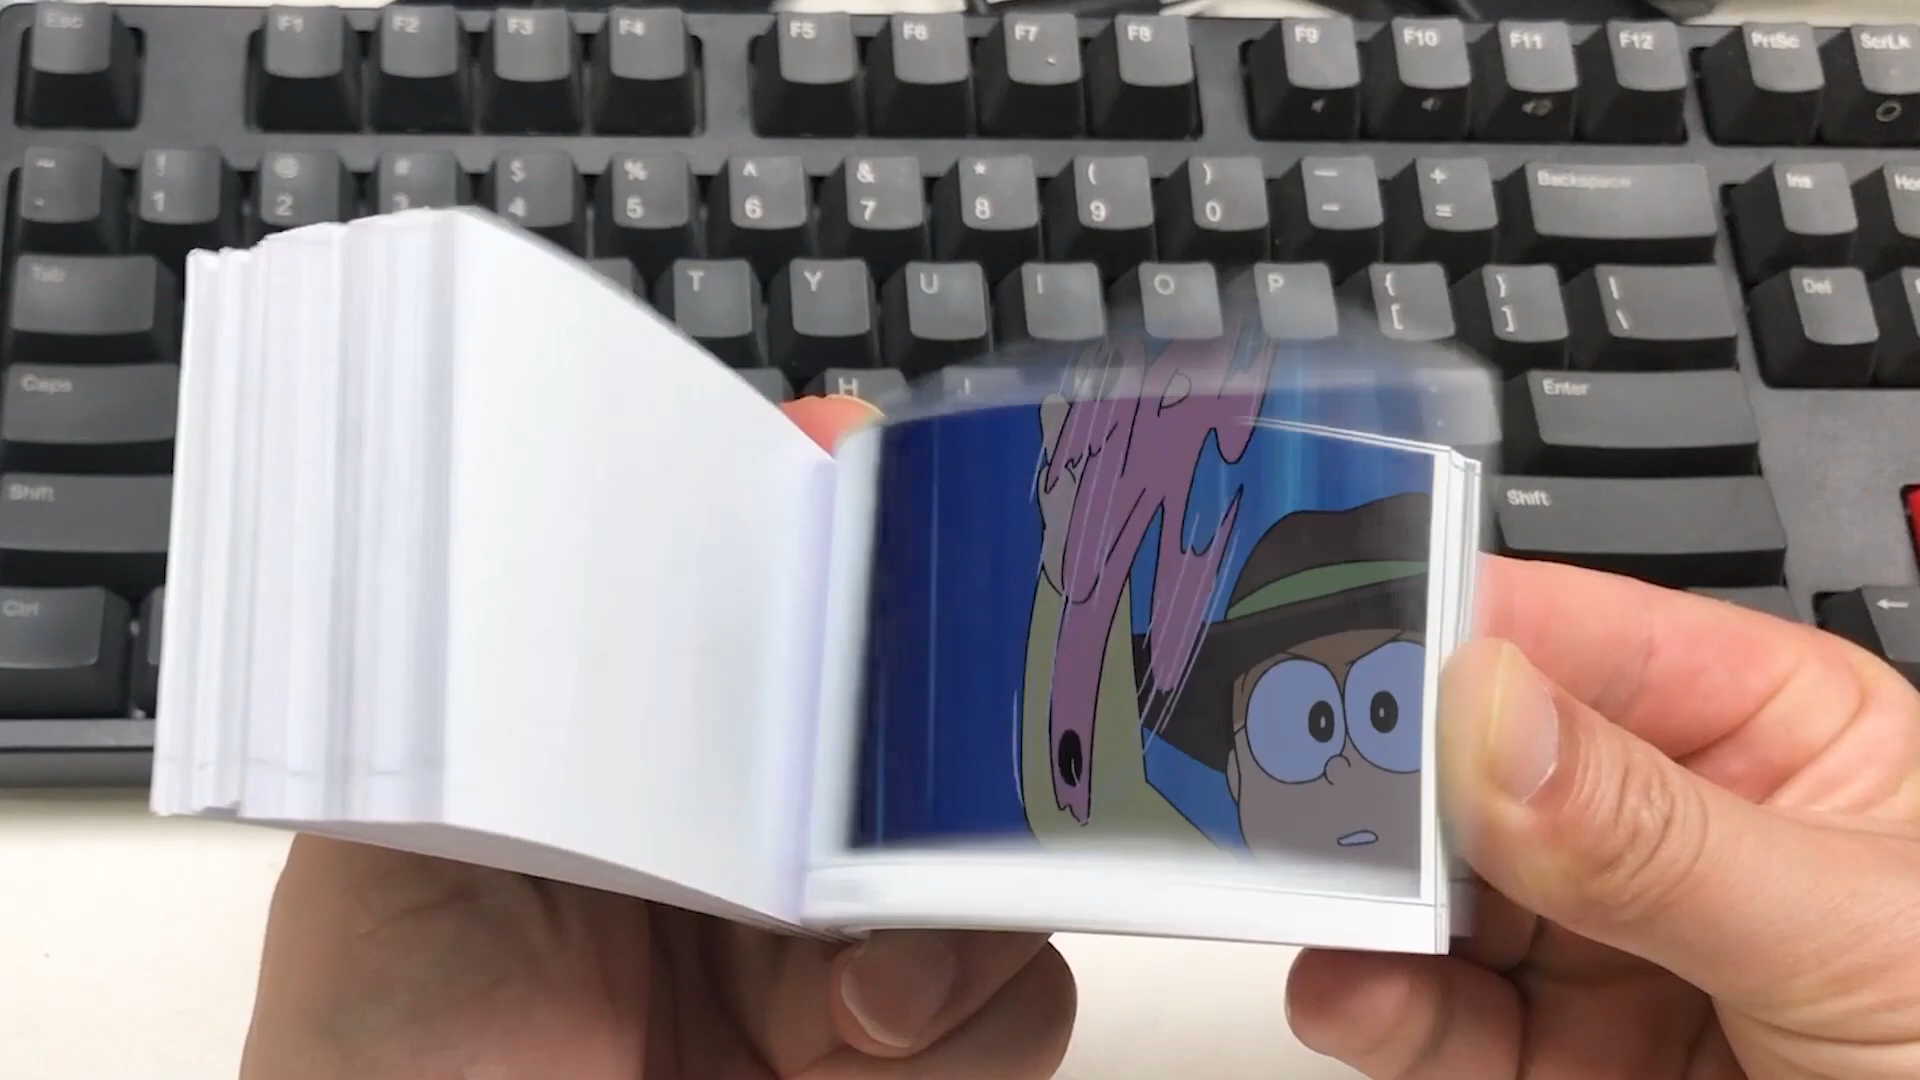 Esc F1 F2 F3 F4 F5 F6 F7 F8 F9 F10 F11 F12 PrtSc ScrLk
~ ! @ # $ % ^ & * ( ) — +
1 2 3 4 5 6 7 8 9 0 – = Backspace Ins
Tab T Y U I O P { [ } ] | \ Del
Caps H J Enter
Shift Shift
Ctrl ←